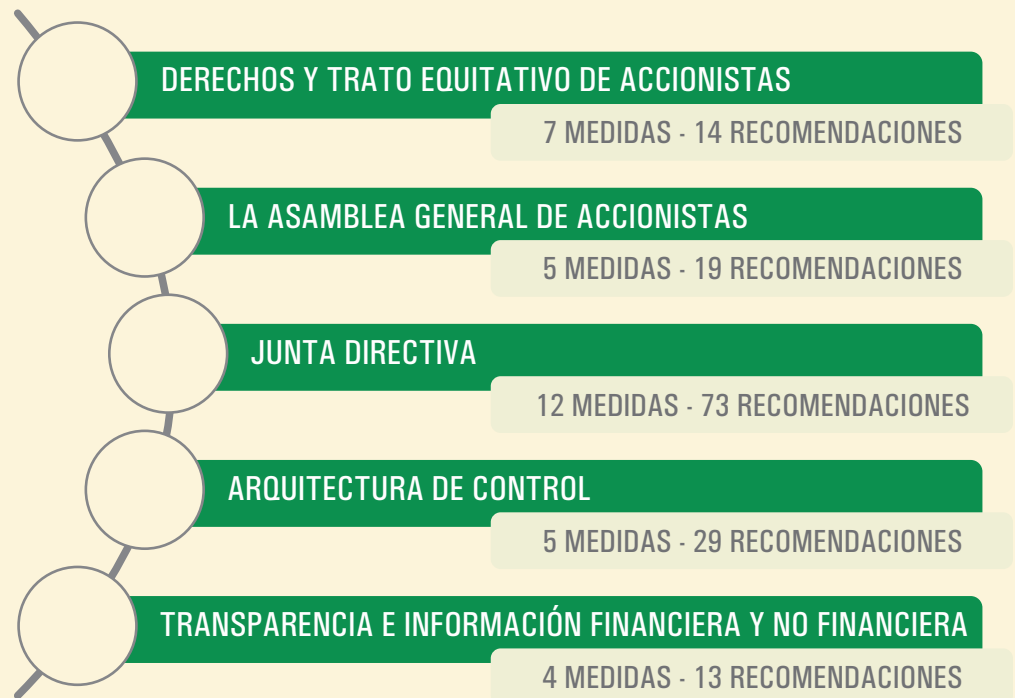 DERECHOS Y TRATO EQUITATIVO DE ACCIONISTAS
7 MEDIDAS - 14 RECOMENDACIONES
LA ASAMBLEA GENERAL DE ACCIONISTAS
5 MEDIDAS - 19 RECOMENDACIONES
JUNTA DIRECTIVA
12 MEDIDAS - 73 RECOMENDACIONES
ARQUITECTURA DE CONTROL
5 MEDIDAS - 29 RECOMENDACIONES
TRANSPARENCIA E INFORMACIÓN FINANCIERA Y NO FINANCIERA
4 MEDIDAS - 13 RECOMENDACIONES